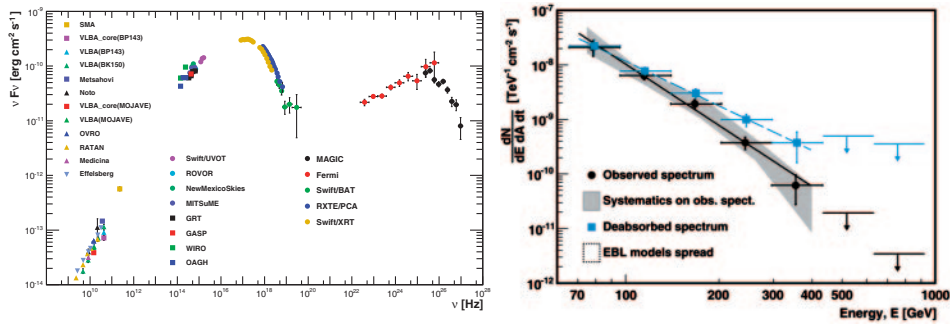 ν Fν [erg cm⁻² s⁻¹]
10⁻⁹
10⁻¹⁰
10⁻¹¹
10⁻¹²
10⁻¹³
10⁻¹⁴
SMA
VLBA_core(BP143)
VLBA(BP143)
VLBA(BK150)
Metsahovi
Noto
VLBA_core(MOJAVE)
VLBA(MOJAVE)
OVRO
RATAN
Medicina
Effelsberg
Swift/UVOT
ROVOR
NewMexicoSkies
MITSuME
GRT
GASP
WIRO
OAGH
MAGIC
Fermi
Swift/BAT
RXTE/PCA
Swift/XRT
10¹⁰ 10¹² 10¹⁴ 10¹⁶ 10¹⁸ 10²⁰ 10²² 10²⁴ 10²⁶ 10²⁸
ν [Hz]
dN
dE dA dt [TeV⁻¹ cm⁻² s⁻¹]
10⁻⁷
10⁻⁸
10⁻⁹
10⁻¹⁰
10⁻¹¹
10⁻¹²
Observed spectrum
Systematics on obs. spect.
Deabsorbed spectrum
EBL models spread
70 100 200 300 400 500 1000
Energy, E [GeV]